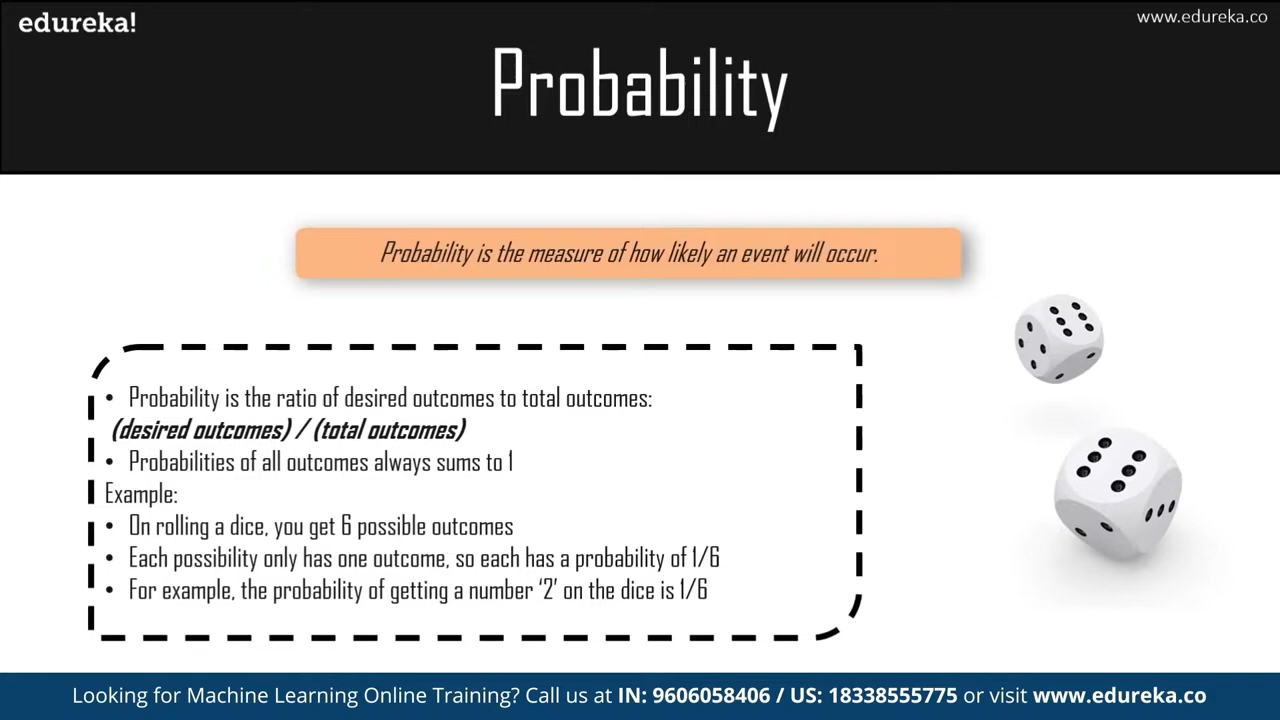 edureka!
www.edureka.co
Probability
Probability is the measure of how likely an event will occur.
• Probability is the ratio of desired outcomes to total outcomes:
(desired outcomes) / (total outcomes)
• Probabilities of all outcomes always sums to 1
Example:
• On rolling a dice, you get 6 possible outcomes
• Each possibility only has one outcome, so each has a probability of 1/6
• For example, the probability of getting a number ‘2’ on the dice is 1/6
Looking for Machine Learning Online Training? Call us at IN: 9606058406 / US: 18338555775 or visit www.edureka.co